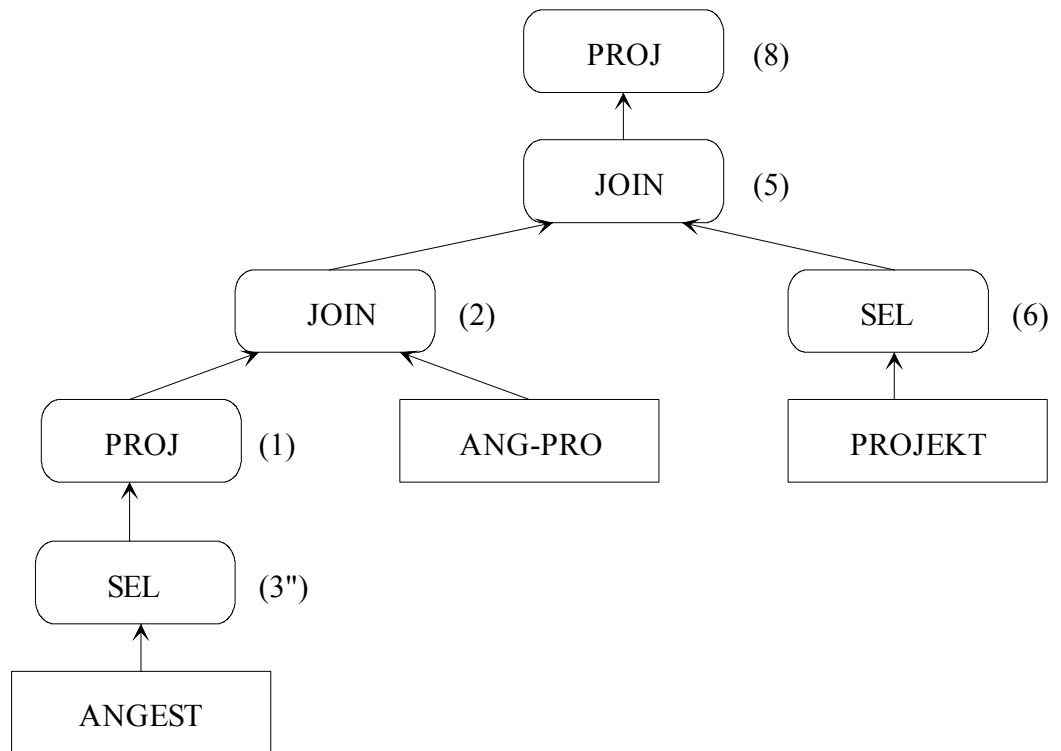 PROJ (8)
JOIN (5)
JOIN (2)
SEL (6)
PROJ (1)
ANG-PRO
PROJEKT
SEL (3")
ANGEST